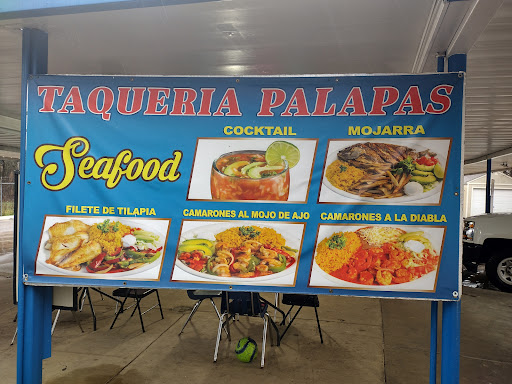 TAQUERIA PALAPAS
Seafood
COCKTAIL
MOJARRA
FILETE DE TILAPIA
CAMARONES AL MOJO DE AJO
CAMARONES A LA DIABLA